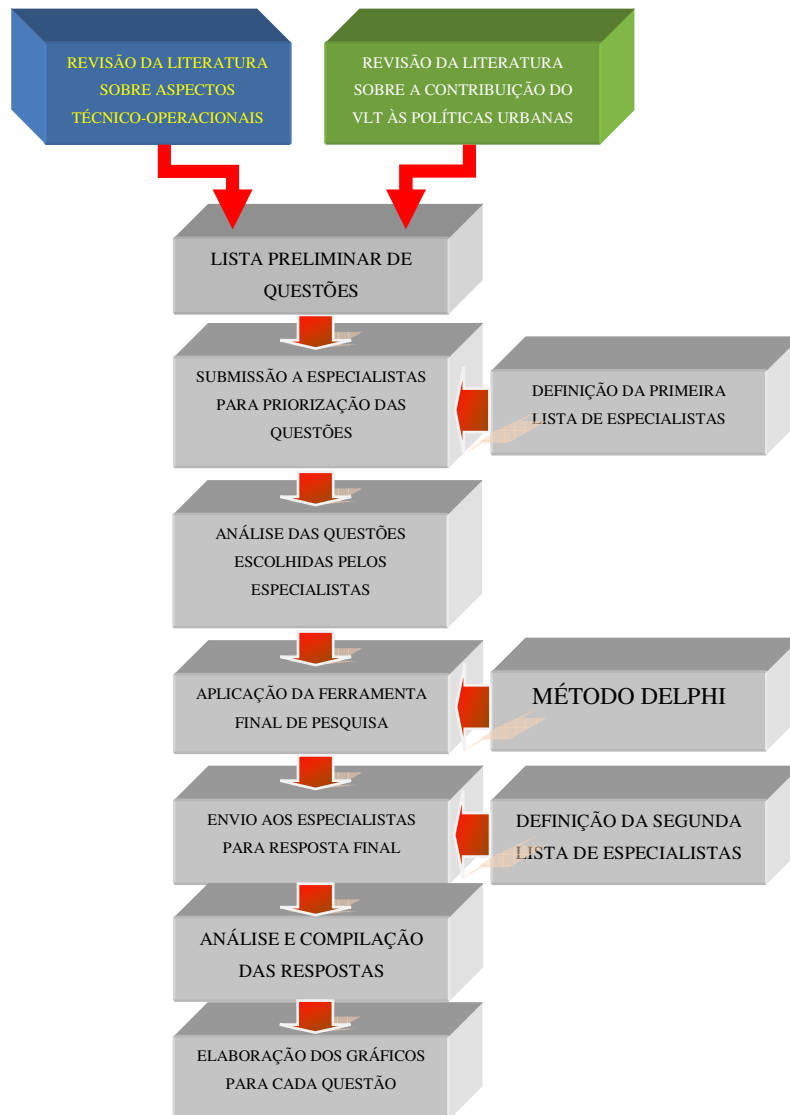 REVISÃO DA LITERATURA
SOBRE ASPECTOS
TÉCNICO-OPERACIONAIS
REVISÃO DA LITERATURA
SOBRE A CONTRIBUIÇÃO DO
VLT ÀS POLÍTICAS URBANAS
LISTA PRELIMINAR DE
QUESTÕES
SUBMISSÃO A ESPECIALISTAS
PARA PRIORIZAÇÃO DAS
QUESTÕES
DEFINIÇÃO DA PRIMEIRA
LISTA DE ESPECIALISTAS
ANÁLISE DAS QUESTÕES
ESCOLHIDAS PELOS
ESPECIALISTAS
APLICAÇÃO DA FERRAMENTA
FINAL DE PESQUISA
MÉTODO DELPHI
ENVIO AOS ESPECIALISTAS
PARA RESPOSTA FINAL
DEFINIÇÃO DA SEGUNDA
LISTA DE ESPECIALISTAS
ANÁLISE E COMPILAÇÃO
DAS RESPOSTAS
ELABORAÇÃO DOS GRÁFICOS
PARA CADA QUESTÃO